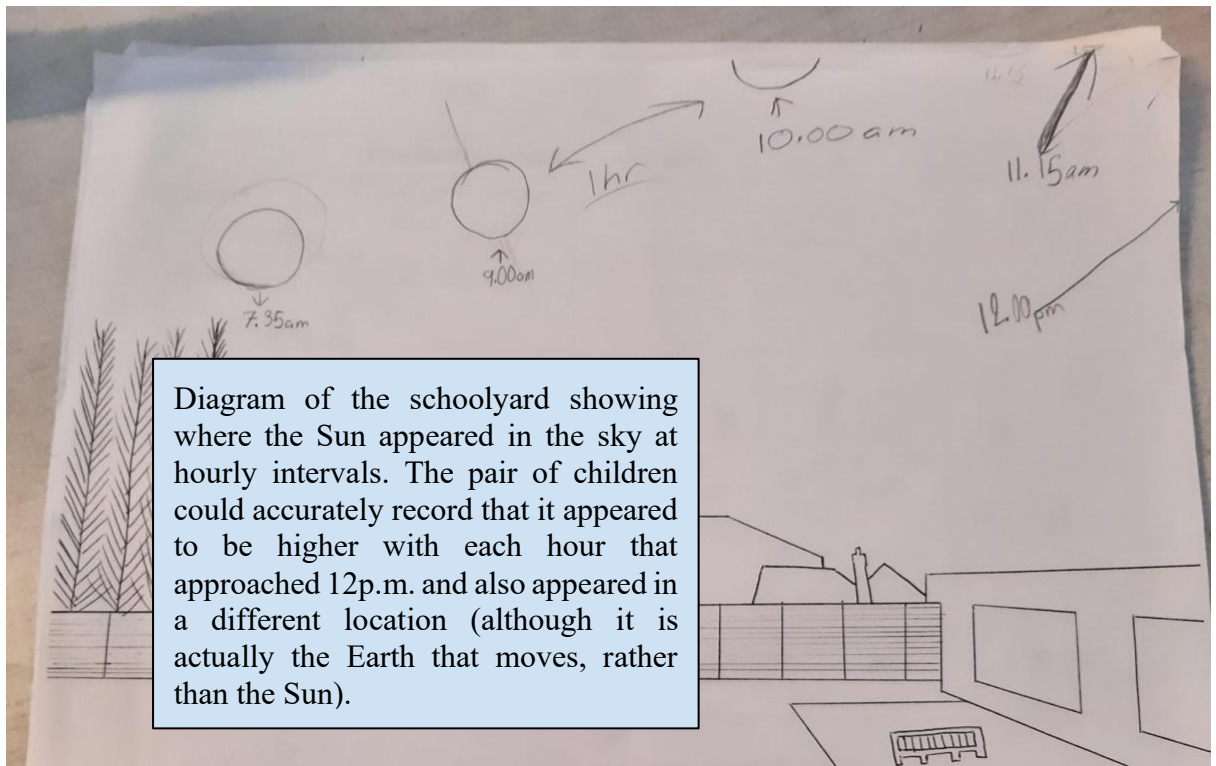 11.15
10.00 am
1hr
11.15am
9.00am
7.35am
12.00pm
Diagram of the schoolyard showing
where the Sun appeared in the sky at
hourly intervals. The pair of children
could accurately record that it appeared
to be higher with each hour that
approached 12p.m. and also appeared in
a different location (although it is
actually the Earth that moves, rather
than the Sun).